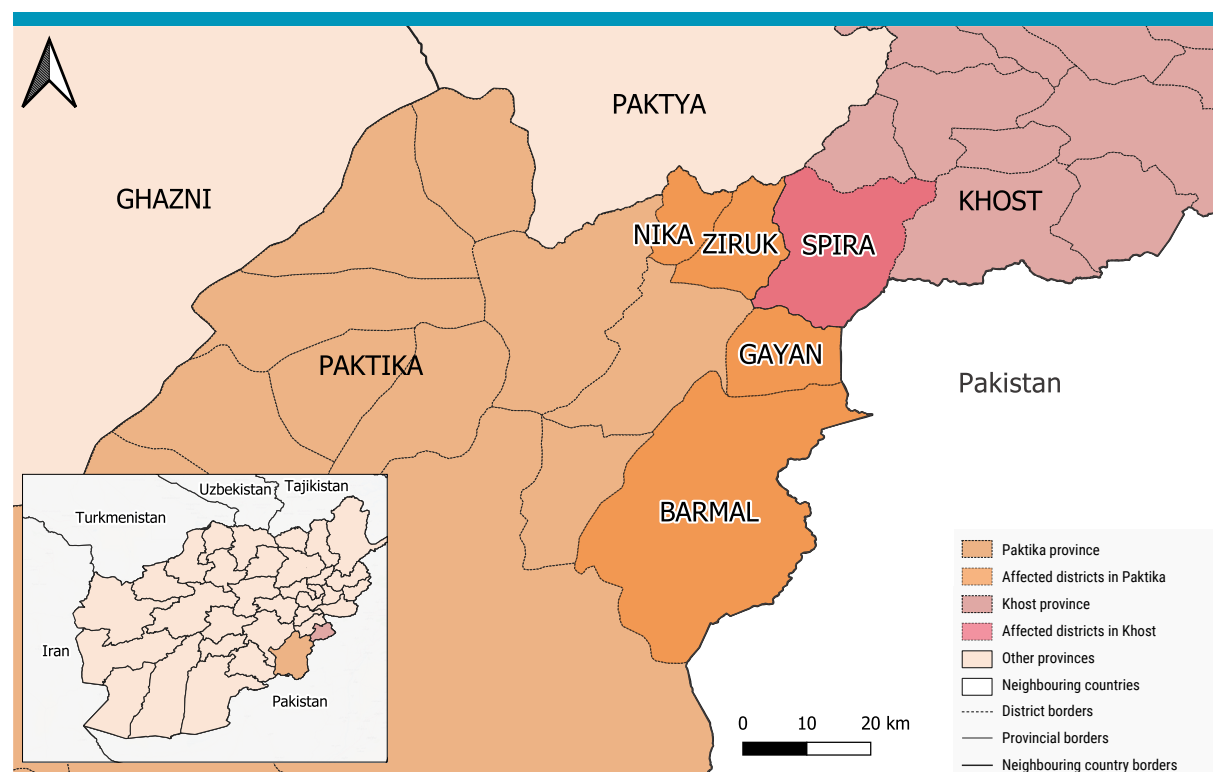 PAKTYA
GHAZNI
KHOST
NIKA
ZIRUK
SPIRA
GAYAN
PAKTIKA
Pakistan
BARMAL
Uzbekistan
Tajikistan
Turkmenistan
Iran
Pakistan
0 10 20 km
Paktika province
Affected districts in Paktika
Khost province
Affected districts in Khost
Other provinces
Neighbouring countries
District borders
Provincial borders
Neighbouring country borders